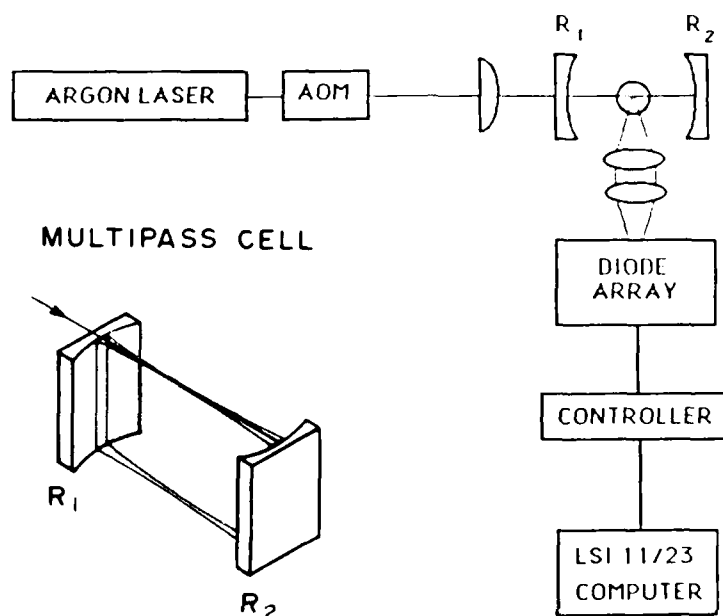 R1 R2
ARGON LASER
AOM
MULTIPASS CELL
DIODE
ARRAY
CONTROLLER
R1
LSI 11/23
COMPUTER
R2